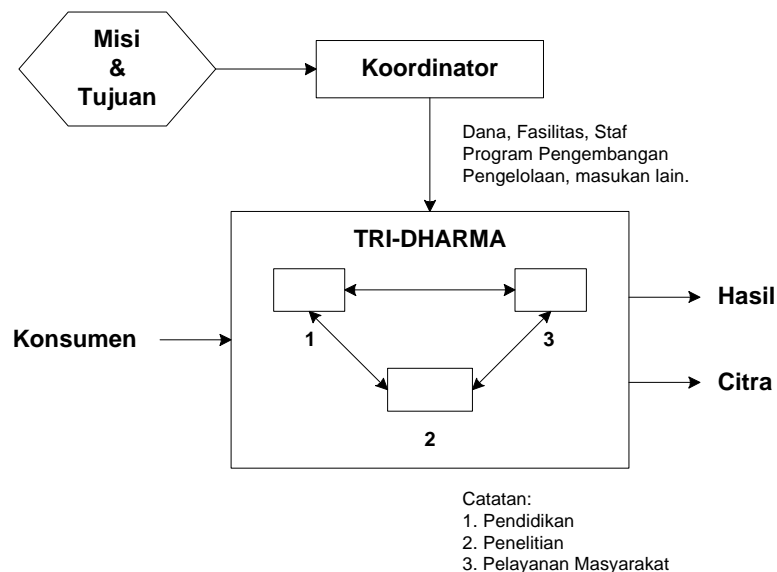 Misi
&
Tujuan
Koordinator
Dana, Fasilitas, Staf
Program Pengembangan
Pengelolaan, masukan lain.
TRI-DHARMA
Hasil
Konsumen
1
3
Citra
2
Catatan:
1. Pendidikan
2. Penelitian
3. Pelayanan Masyarakat